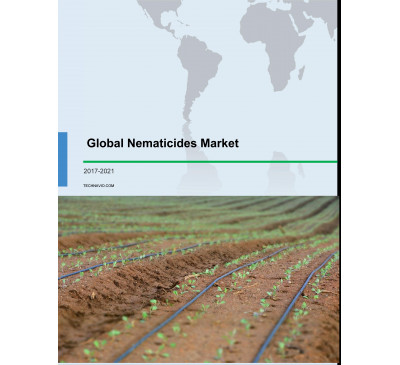 Global Nematicides Market
2017-2021
TECHNAVIO.COM